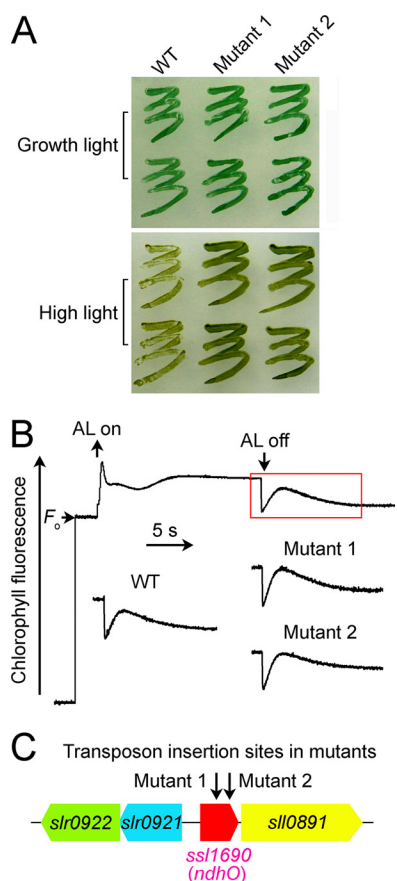 A
WT
Mutant 1
Mutant 2
Growth light
High light
B
AL on
AL off
Chlorophyll fluorescence
Fo
5 s
WT
Mutant 1
Mutant 2
C
Transposon insertion sites in mutants
Mutant 1
Mutant 2
slr0922
slr0921
sll0891
ssl1690
(ndhO)